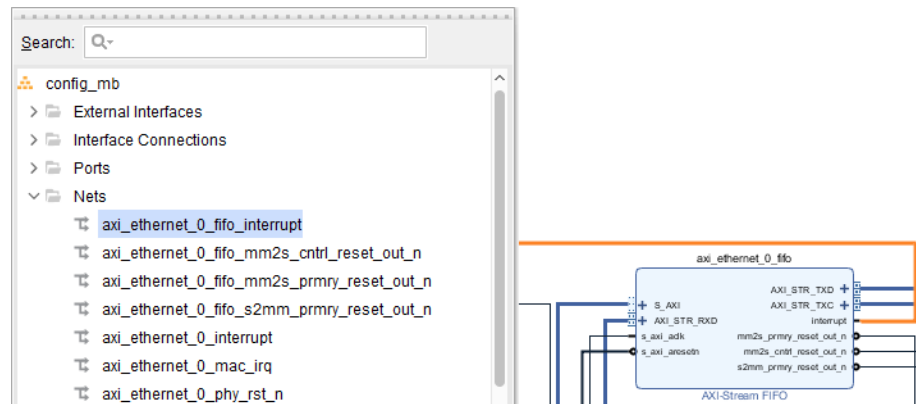 Search:
config_mb
External Interfaces
Interface Connections
Ports
Nets
axi_ethernet_0_fifo_interrupt
axi_ethernet_0_fifo_mm2s_cntrl_reset_out_n
axi_ethernet_0_fifo_mm2s_prmry_reset_out_n
axi_ethernet_0_fifo_s2mm_prmry_reset_out_n
axi_ethernet_0_interrupt
axi_ethernet_0_mac_irq
axi_ethernet_0_phy_rst_n
axi_ethernet_0_fifo
S_AXI
AXI_STR_RXD
s_axi_aclk
s_axi_aresetn
AXI_STR_TXD
AXI_STR_TXC
interrupt
mm2s_prmry_reset_out_n
mm2s_cntrl_reset_out_n
s2mm_prmry_reset_out_n
AXI-Stream FIFO